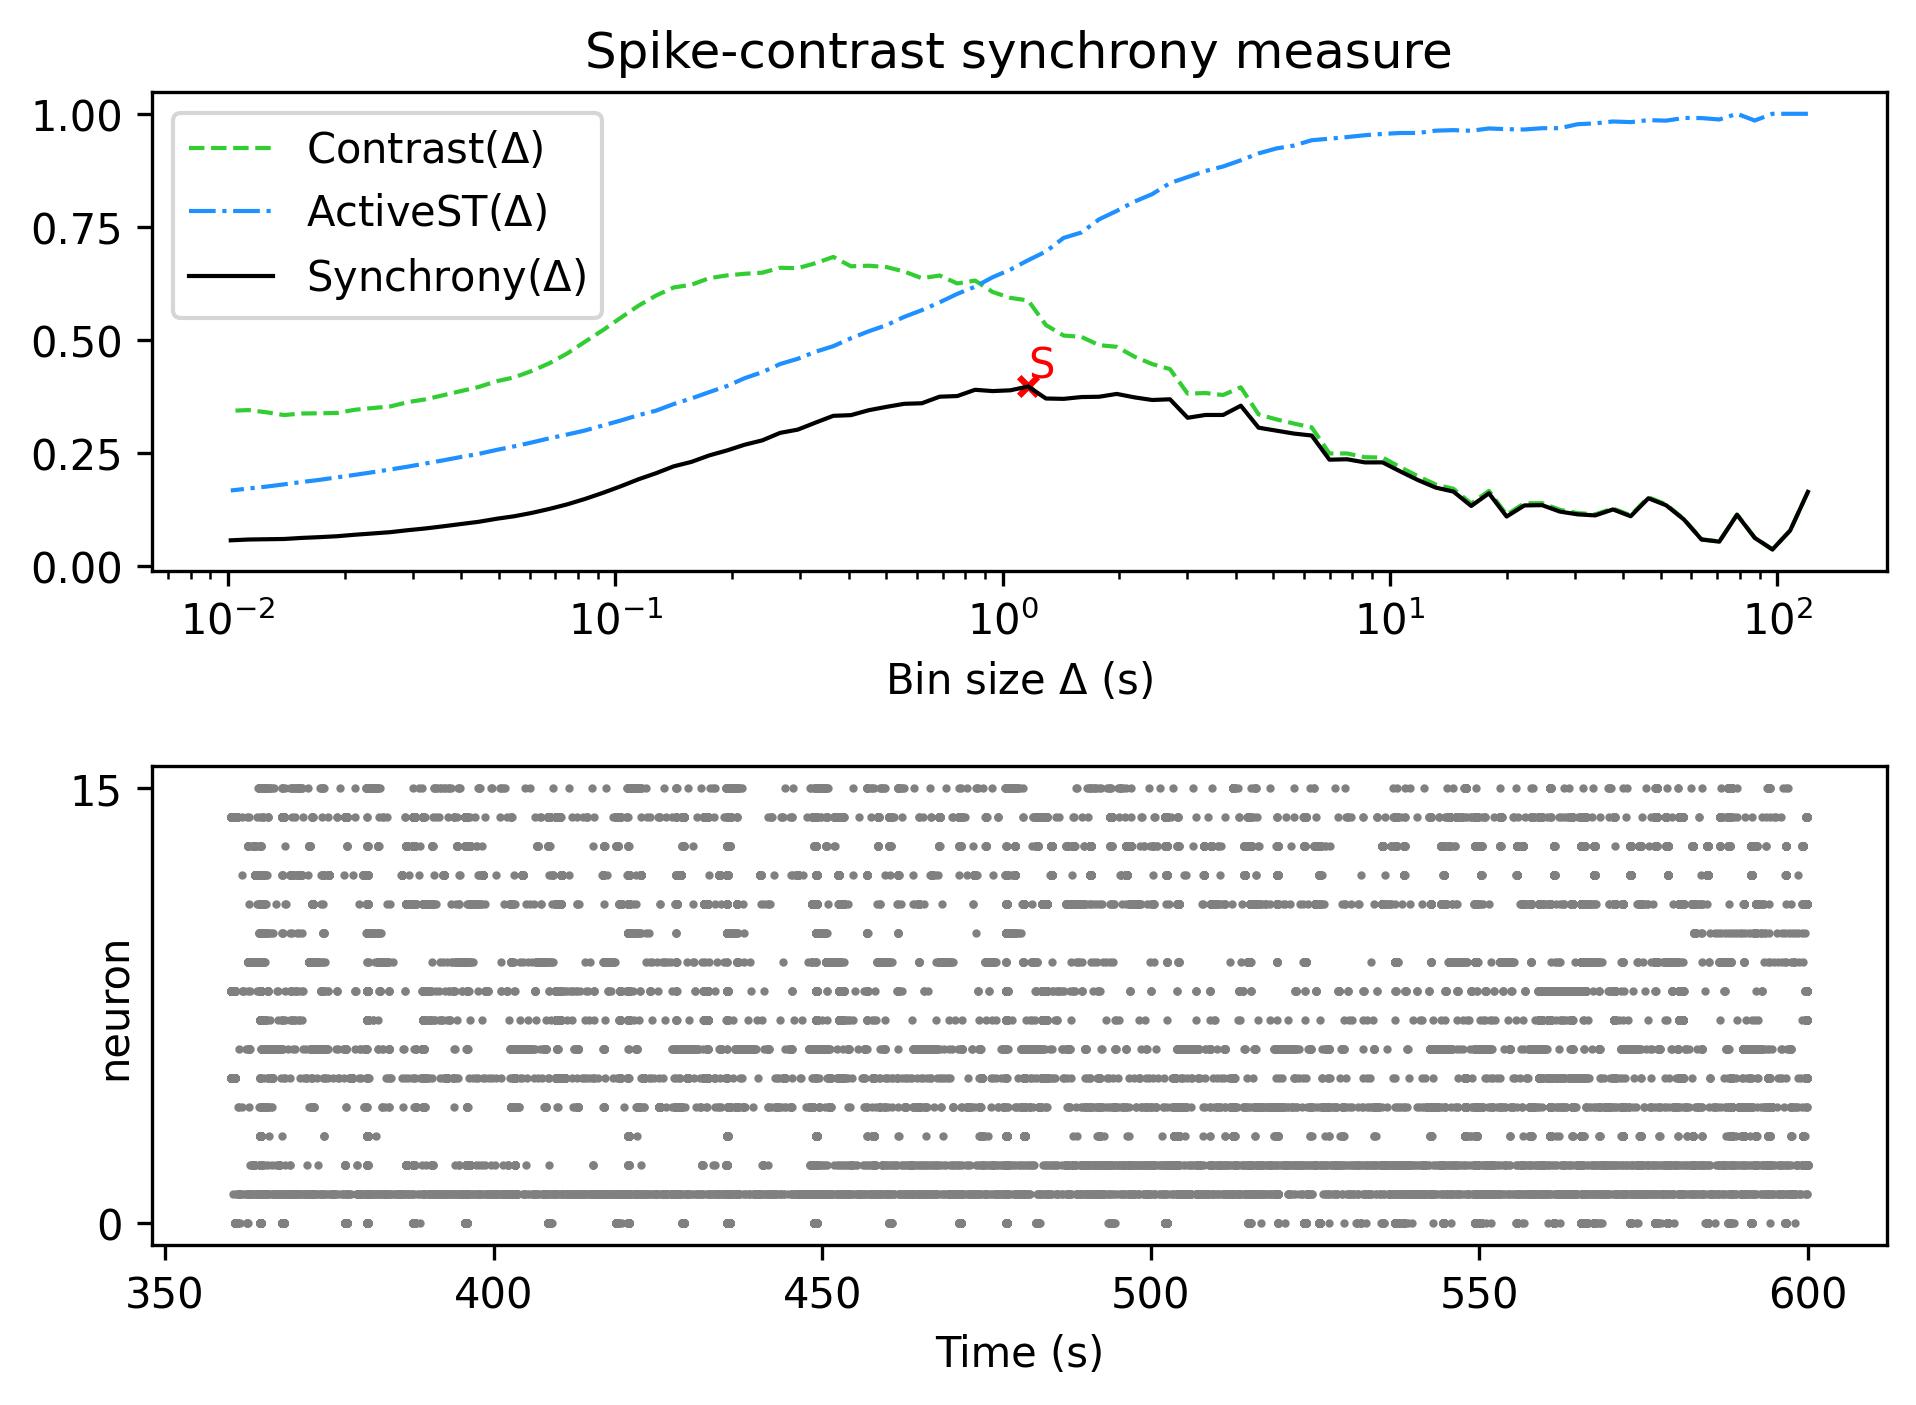 Spike-contrast synchrony measure
1.00
0.75
0.50
0.25
0.00
Contrast(Δ)
ActiveST(Δ)
Synchrony(Δ)
S
10⁻² 10⁻¹ 10⁰ 10¹ 10²
Bin size Δ (s)
15
0
neuron
350 400 450 500 550 600
Time (s)